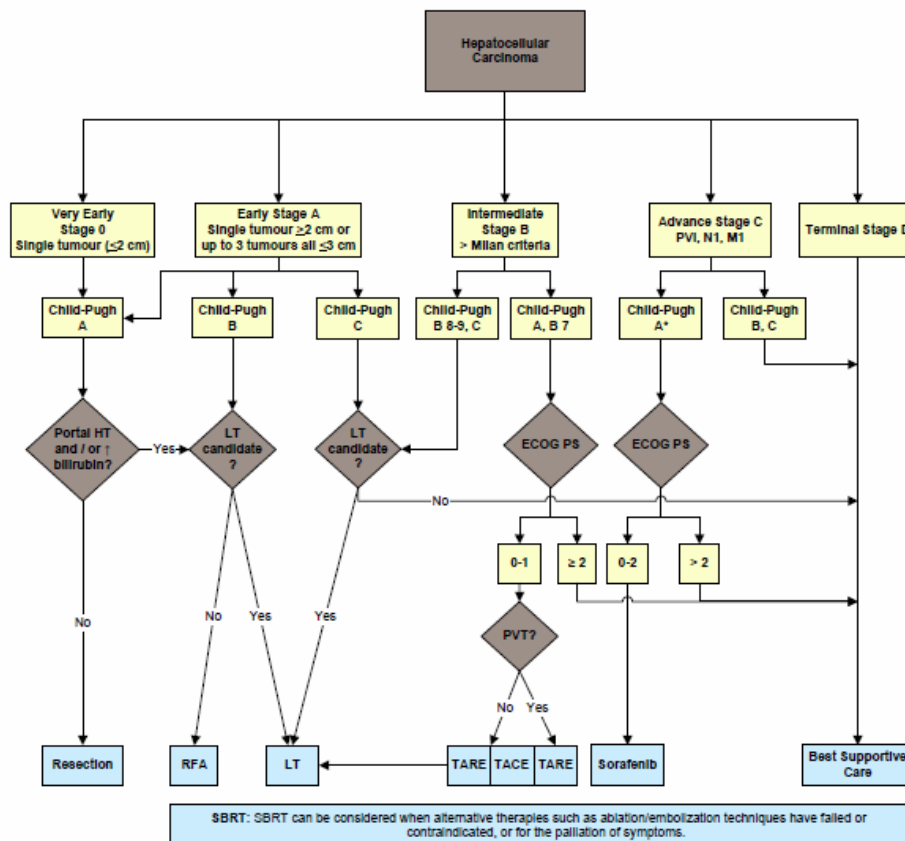 Hepatocellular
Carcinoma
Very Early
Stage 0
Single tumour (≤2 cm)
Early Stage A
Single tumour ≥2 cm or
up to 3 tumours all ≤3 cm
Intermediate
Stage B
> Milan criteria
Advance Stage C
PVI, N1, M1
Terminal Stage D
Child-Pugh
A
Child-Pugh
B
Child-Pugh
C
Child-Pugh
B 8-9, C
Child-Pugh
A, B 7
Child-Pugh
A*
Child-Pugh
B, C
Portal HT
and / or ↑
bilirubin?
Yes
LT
candidate
?
LT
candidate
?
ECOG PS
ECOG PS
No
0-1
≥ 2
0-2
> 2
No
No
Yes
Yes
PVT?
No
Yes
Resection
RFA
LT
TARE
TACE
TARE
Sorafenib
Best Supportive
Care
SBRT: SBRT can be considered when alternative therapies such as ablation/embolization techniques have failed or
contraindicated, or for the palliation of symptoms.